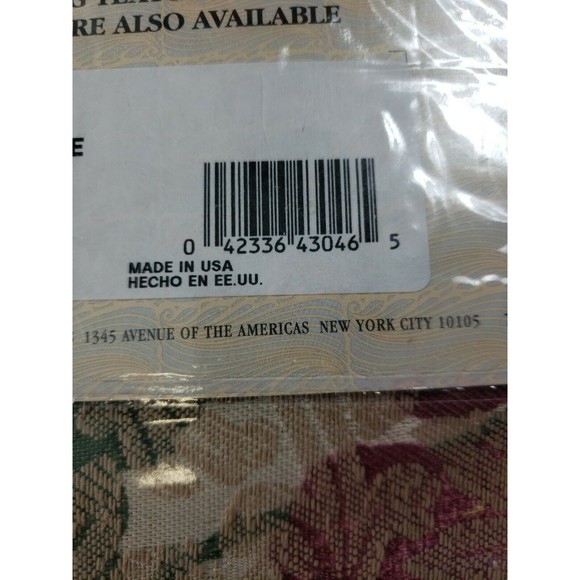 RE ALSO AVAILABLE
E
0 42336 43046 5
MADE IN USA
HECHO EN EE.UU.
1345 AVENUE OF THE AMERICAS NEW YORK CITY 10105